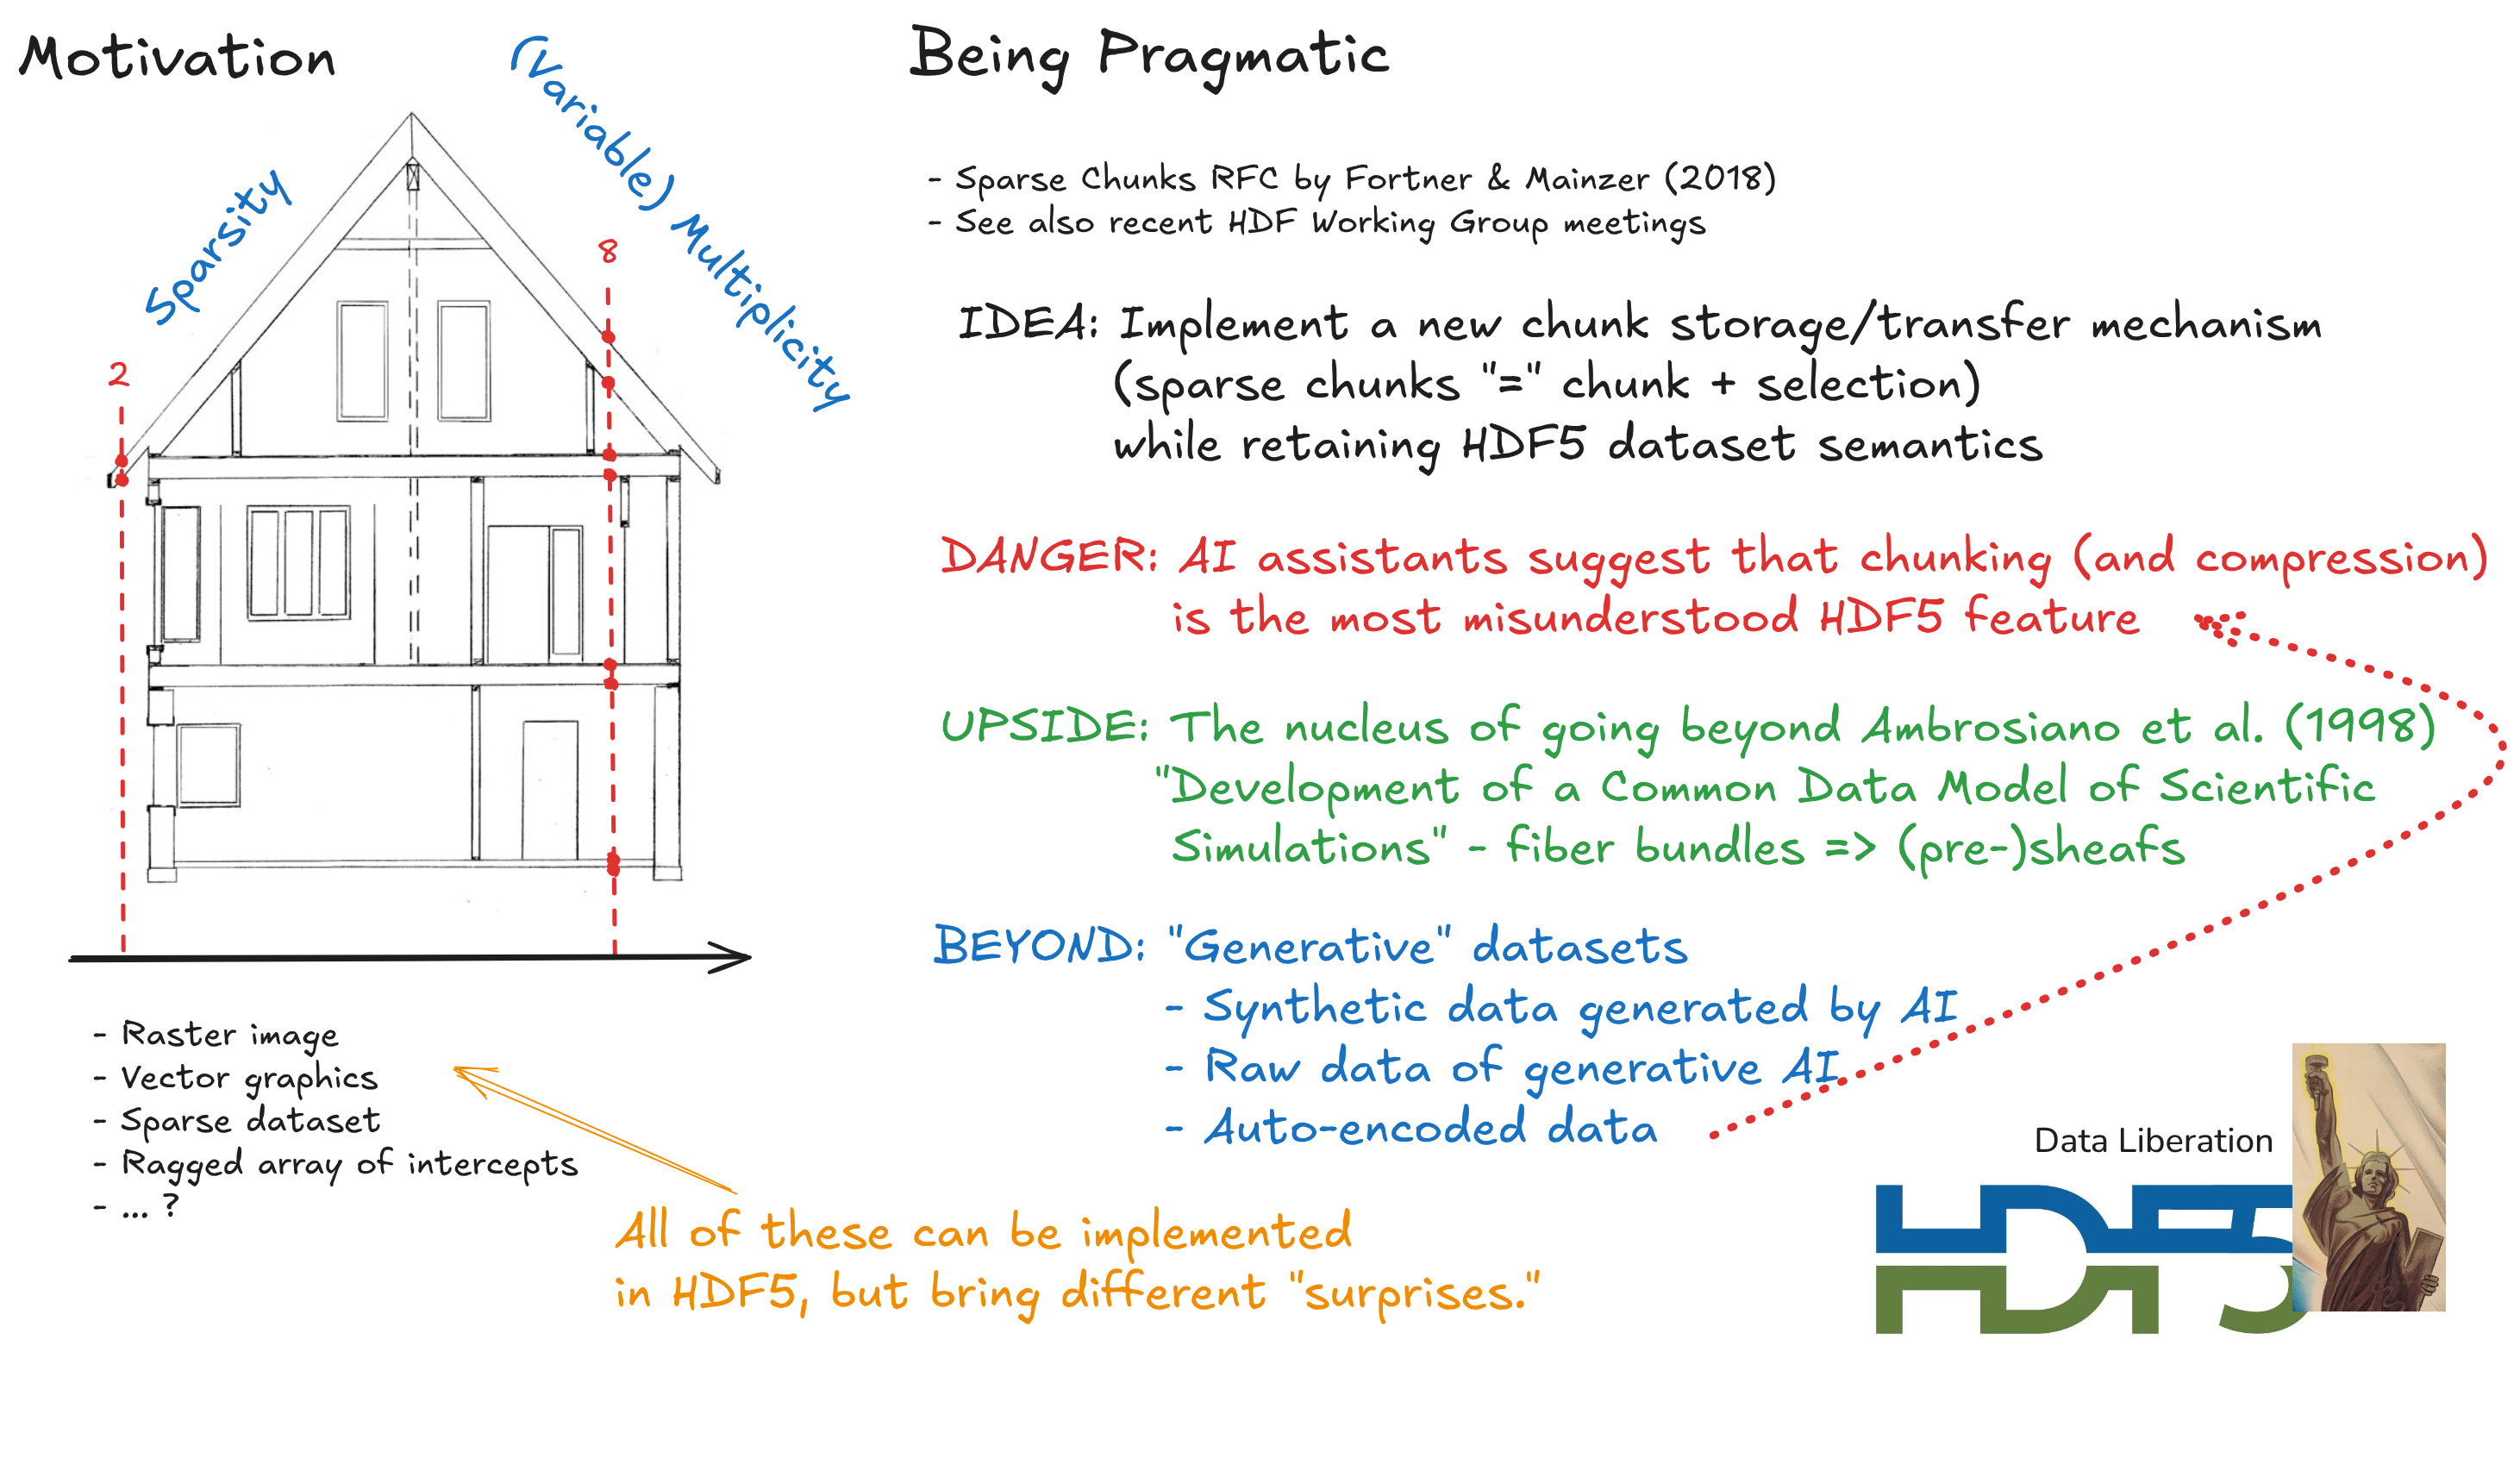 Motivation
Sparsity
(Variable) Multiplicity
2
8
- Raster image
- Vector graphics
- Sparse dataset
- Ragged array of intercepts
- ... ?
All of these can be implemented
in HDF5, but bring different "surprises."
Being Pragmatic
- Sparse Chunks RFC by Fortner & Mainzer (2018)
- See also recent HDF Working Group meetings
IDEA: Implement a new chunk storage/transfer mechanism
(sparse chunks "=" chunk + selection)
while retaining HDF5 dataset semantics
DANGER: AI assistants suggest that chunking (and compression)
is the most misunderstood HDF5 feature
UPSIDE: The nucleus of going beyond Ambrosiano et al. (1998)
"Development of a Common Data Model of Scientific
Simulations" - fiber bundles => (pre-)sheafs
BEYOND: "Generative" datasets
- Synthetic data generated by AI
- Raw data of generative AI
- Auto-encoded data
Data Liberation
HDF5